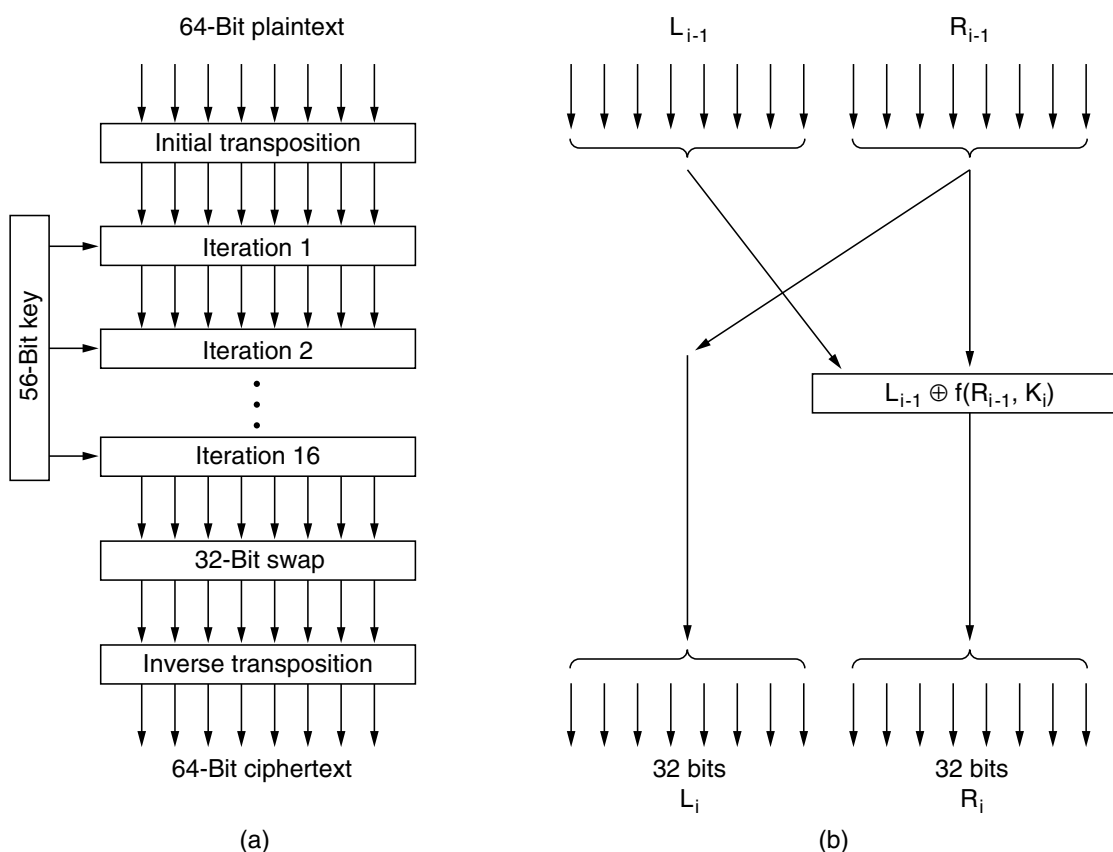 64-Bit plaintext
Initial transposition
56-Bit key
Iteration 1
Iteration 2
Iteration 16
32-Bit swap
Inverse transposition
64-Bit ciphertext
(a)
L i-1
R i-1
L i-1 ⊕ f(R i-1, K i)
32 bits
L i
32 bits
R i
(b)